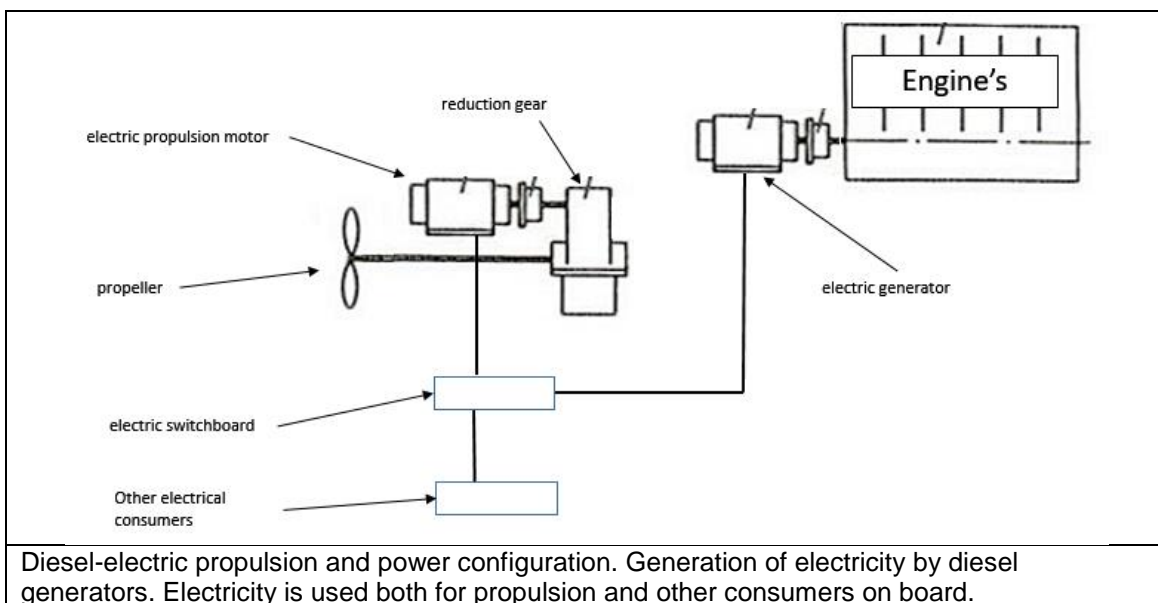 Engine's
reduction gear
electric propulsion motor
propeller
electric generator
electric switchboard
Other electrical
consumers
Diesel-electric propulsion and power configuration. Generation of electricity by diesel
generators. Electricity is used both for propulsion and other consumers on board.